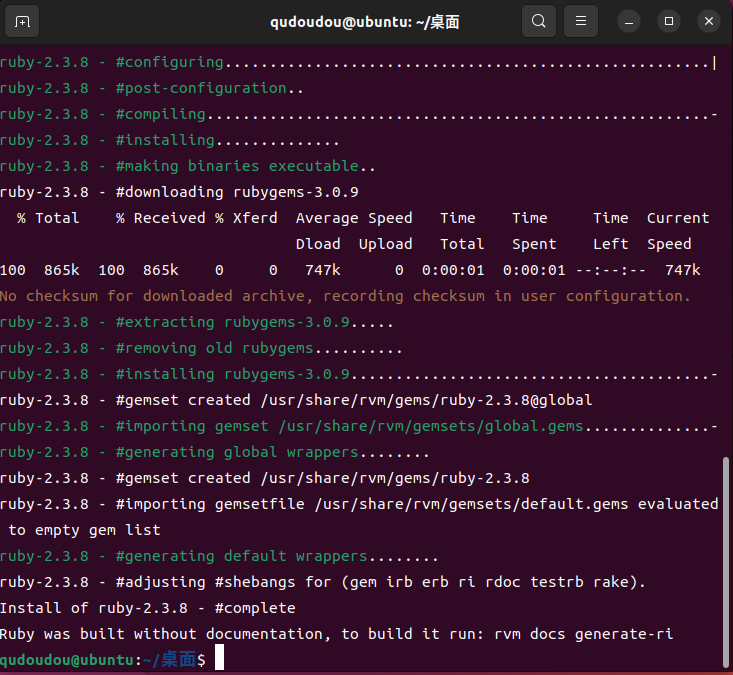 qudoudou@ubuntu: ~/桌面
ruby-2.3.8 - #configuring......................................................|
ruby-2.3.8 - #post-configuration..
ruby-2.3.8 - #compiling........................................................-
ruby-2.3.8 - #installing..............
ruby-2.3.8 - #making binaries executable..
ruby-2.3.8 - #downloading rubygems-3.0.9
  % Total    % Received % Xferd  Average Speed   Time    Time     Time  Current
                                 Dload  Upload   Total   Spent    Left  Speed
100  865k  100  865k    0     0   747k      0  0:00:01  0:00:01 --:--:--  747k
No checksum for downloaded archive, recording checksum in user configuration.
ruby-2.3.8 - #extracting rubygems-3.0.9.....
ruby-2.3.8 - #removing old rubygems..........
ruby-2.3.8 - #installing rubygems-3.0.9........................................-
ruby-2.3.8 - #gemset created /usr/share/rvm/gems/ruby-2.3.8@global
ruby-2.3.8 - #importing gemset /usr/share/rvm/gemsets/global.gems..............-
ruby-2.3.8 - #generating global wrappers........
ruby-2.3.8 - #gemset created /usr/share/rvm/gems/ruby-2.3.8
ruby-2.3.8 - #importing gemsetfile /usr/share/rvm/gemsets/default.gems evaluated
 to empty gem list
ruby-2.3.8 - #generating default wrappers........
ruby-2.3.8 - #adjusting #shebangs for (gem irb erb ri rdoc testrb rake).
Install of ruby-2.3.8 - #complete
Ruby was built without documentation, to build it run: rvm docs generate-ri
qudoudou@ubuntu:~/桌面$